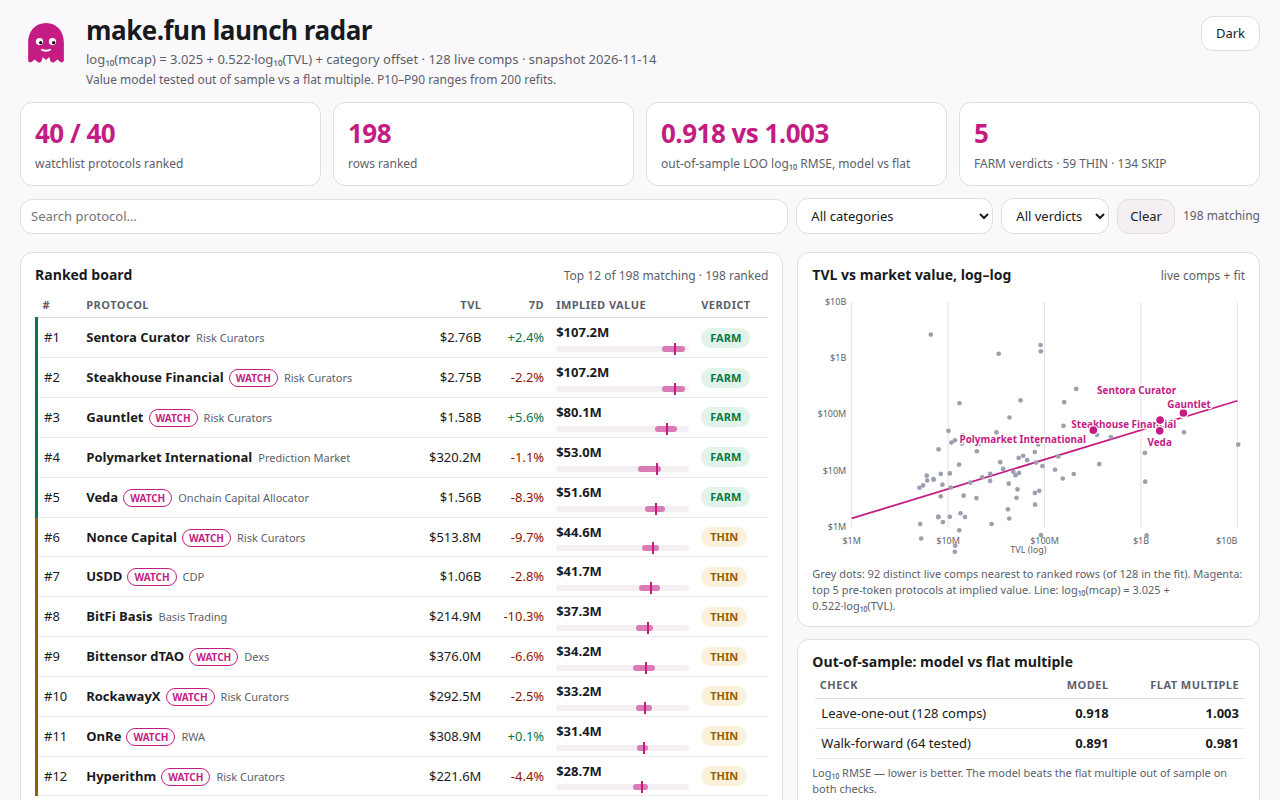 make.fun launch radar
log₁₀(mcap) = 3.025 + 0.522·log₁₀(TVL) + category offset · 128 live comps · snapshot 2026-11-14
Value model tested out of sample vs a flat multiple. P10–P90 ranges from 200 refits.
Dark
40 / 40
watchlist protocols ranked
198
rows ranked
0.918 vs 1.003
out-of-sample LOO log₁₀ RMSE, model vs flat
5
FARM verdicts · 59 THIN · 134 SKIP
Search protocol...
All categories
All verdicts
Clear
198 matching
Ranked board
Top 12 of 198 matching · 198 ranked
# PROTOCOL TVL 7D IMPLIED VALUE VERDICT
#1 Sentora Curator Risk Curators $2.76B +2.4% $107.2M FARM
#2 Steakhouse Financial WATCH Risk Curators $2.75B -2.2% $107.2M FARM
#3 Gauntlet WATCH Risk Curators $1.58B +5.6% $80.1M FARM
#4 Polymarket International Prediction Market $320.2M -1.1% $53.0M FARM
#5 Veda WATCH Onchain Capital Allocator $1.56B -8.3% $51.6M FARM
#6 Nonce Capital WATCH Risk Curators $513.8M -9.7% $44.6M THIN
#7 USDD WATCH CDP $1.06B -2.8% $41.7M THIN
#8 BitFi Basis Basis Trading $214.9M -10.3% $37.3M THIN
#9 Bittensor dTAO WATCH Dexs $376.0M -6.6% $34.2M THIN
#10 RockawayX WATCH Risk Curators $292.5M -2.5% $33.2M THIN
#11 OnRe WATCH RWA $308.9M +0.1% $31.4M THIN
#12 Hyperithm WATCH Risk Curators $221.6M -4.4% $28.7M THIN
TVL vs market value, log–log
live comps + fit
$10B
$1B
$100M
$10M
$1M
Sentora Curator
Gauntlet
Steakhouse Financial
Polymarket International
Veda
$1M $10M $100M $1B $10B
TVL (log)
Grey dots: 92 distinct live comps nearest to ranked rows (of 128 in the fit). Magenta:
top 5 pre-token protocols at implied value. Line: log₁₀(mcap) = 3.025 +
0.522·log₁₀(TVL).
Out-of-sample: model vs flat multiple
CHECK MODEL FLAT MULTIPLE
Leave-one-out (128 comps) 0.918 1.003
Walk-forward (64 tested) 0.891 0.981
Log₁₀ RMSE — lower is better. The model beats the flat multiple out of sample on
both checks.